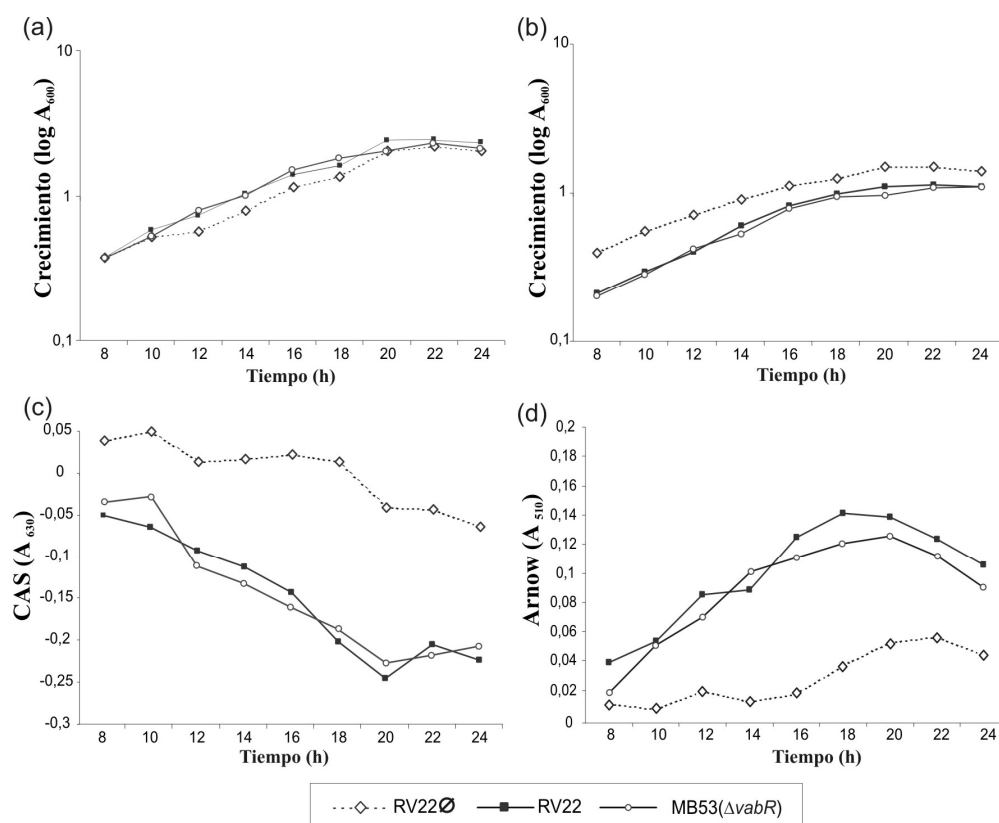 (a)
10
1
0,1
Crecimiento (log A600)
8 10 12 14 16 18 20 22 24
Tiempo (h)
(b)
10
1
0,1
Crecimiento (log A600)
8 10 12 14 16 18 20 22 24
Tiempo (h)
(c)
0,05
0
-0,05
-0,1
-0,15
-0,2
-0,25
-0,3
CAS (A 630)
8 10 12 14 16 18 20 22 24
Tiempo (h)
(d)
0,2
0,18
0,16
0,14
0,12
0,1
0,08
0,06
0,04
0,02
0
Arnow (A 510)
8 10 12 14 16 18 20 22 24
Tiempo (h)
RV22Ø RV22 MB53(ΔvabR)